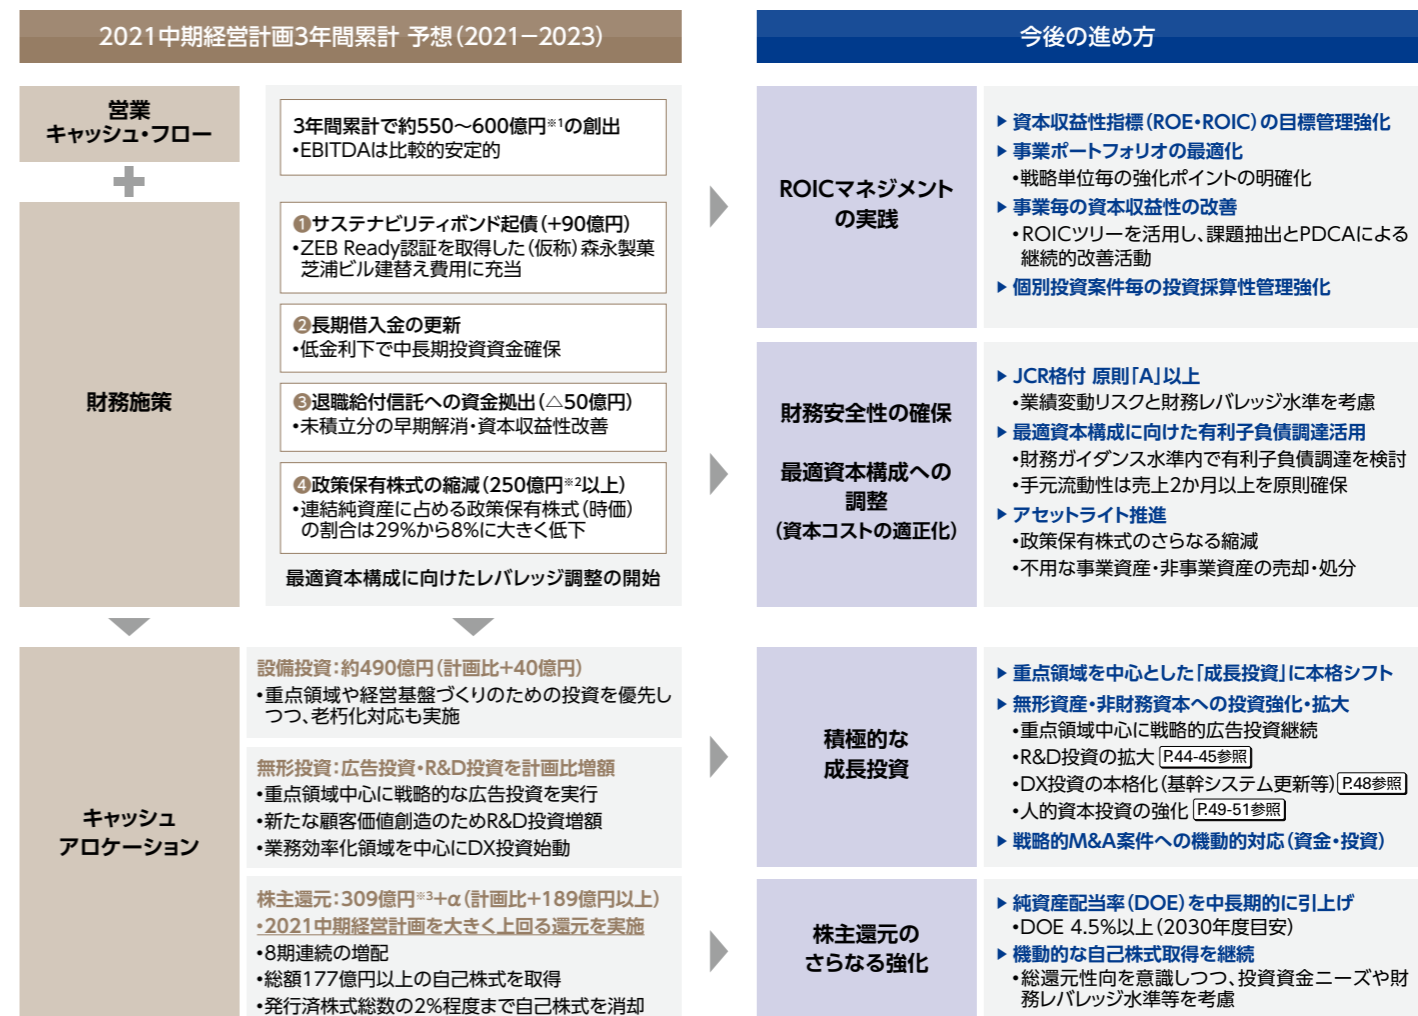 2021中期経営計画3年間累計 予想（2021－2023）
営業
キャッシュ・フロー
3年間累計で約550～600億円※1の創出
・EBITDAは比較的安定的
財務施策
❶サステナビリティボンド起債（+90億円）
・ZEB Ready認証を取得した（仮称）森永製菓
芝浦ビル建替え費用に充当
❷長期借入金の更新
・低金利下で中長期投資資金確保
❸退職給付信託への資金拠出（△50億円）
・未積立分の早期解消・資本収益性改善
❹政策保有株式の縮減（250億円※2以上）
・連結純資産に占める政策保有株式（時価）
の割合は29%から8%に大きく低下
最適資本構成に向けたレバレッジ調整の開始
キャッシュ
アロケーション
設備投資：約490億円（計画比+40億円）
・重点領域や経営基盤づくりのための投資を優先し
つつ、老朽化対応も実施
無形投資：広告投資・R&D投資を計画比増額
・重点領域中心に戦略的な広告投資を実行
・新たな顧客価値創造のためR&D投資増額
・業務効率化領域を中心にDX投資始動
株主還元：309億円※3+α（計画比+189億円以上）
・2021中期経営計画を大きく上回る還元を実施
・8期連続の増配
・総額177億円以上の自己株式を取得
・発行済株式総数の2%程度まで自己株式を消却
今後の進め方
ROICマネジメント
の実践
▶ 資本収益性指標（ROE・ROIC）の目標管理強化
▶ 事業ポートフォリオの最適化
・戦略単位毎の強化ポイントの明確化
▶ 事業毎の資本収益性の改善
・ROICツリーを活用し、課題抽出とPDCAによる
継続的改善活動
▶ 個別投資案件毎の投資採算性管理強化
財務安全性の確保
最適資本構成への
調整
（資本コストの適正化）
▶ JCR格付 原則「A」以上
・業績変動リスクと財務レバレッジ水準を考慮
▶ 最適資本構成に向けた有利子負債調達活用
・財務ガイダンス水準内で有利子負債調達を検討
・手元流動性は売上2か月以上を原則確保
▶ アセットライト推進
・政策保有株式のさらなる縮減
・不用な事業資産・非事業資産の売却・処分
積極的な
成長投資
▶ 重点領域を中心とした「成長投資」に本格シフト
▶ 無形資産・非財務資本への投資強化・拡大
・重点領域中心に戦略的広告投資継続
・R&D投資の拡大 P.44-45参照
・DX投資の本格化（基幹システム更新等） P.48参照
・人的資本投資の強化 P.49-51参照
▶ 戦略的M&A案件への機動的対応（資金・投資）
株主還元の
さらなる強化
▶ 純資産配当率（DOE）を中長期的に引上げ
・DOE 4.5%以上（2030年度目安）
▶ 機動的な自己株式取得を継続
・総還元性向を意識しつつ、投資資金ニーズや財
務レバレッジ水準等を考慮